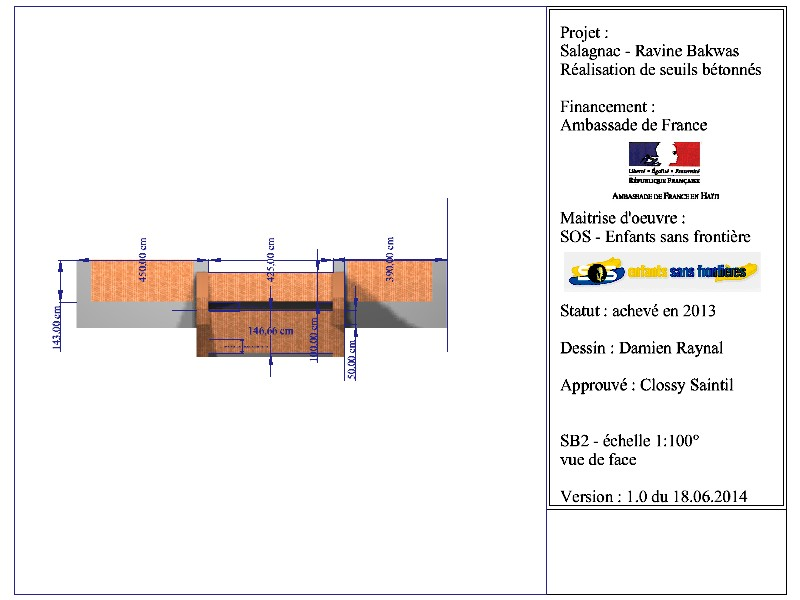 450.00 cm
425.00 cm
390.00 cm
143.00 cm
146,66 cm
100.00 cm
50.00 cm
Projet :
Salagnac - Ravine Bakwas
Réalisation de seuils bétonnés
Financement :
Ambassade de France
Liberté • Égalité • Fraternité
RÉPUBLIQUE FRANÇAISE
AMBASSADE DE FRANCE EN HAÏTI
Maitrise d'oeuvre :
SOS - Enfants sans frontière
SOS enfants sans frontières
Statut : achevé en 2013
Dessin : Damien Raynal
Approuvé : Clossy Saintil
SB2 - échelle 1:100°
vue de face
Version : 1.0 du 18.06.2014